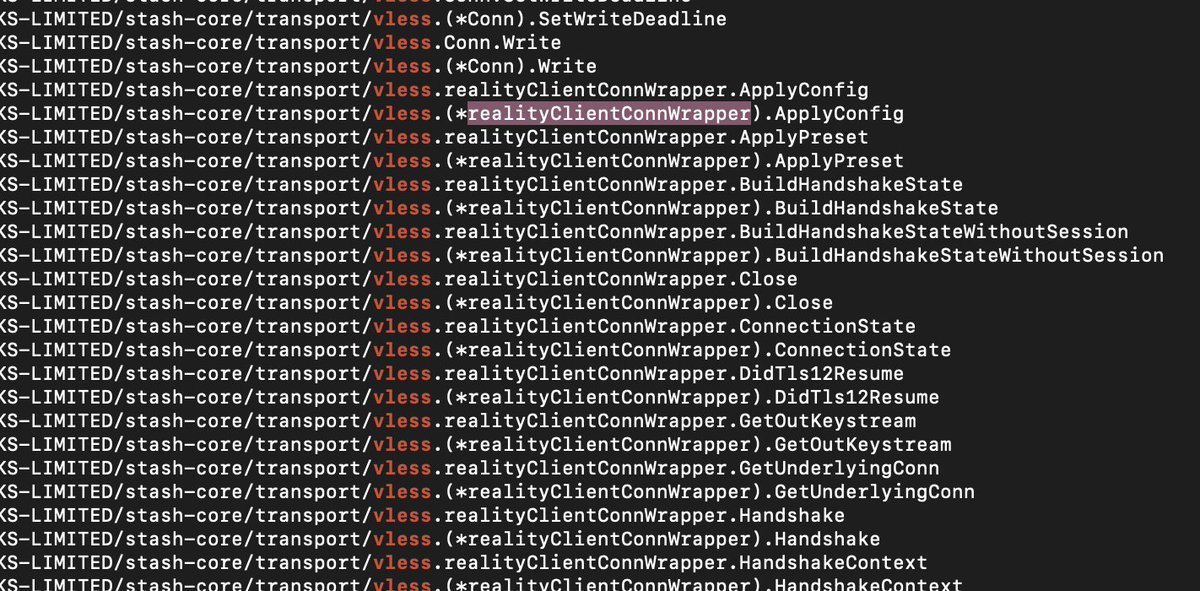 KS-LIMITED/stash-core/transport/vless.(*Conn).SetWriteDeadline
KS-LIMITED/stash-core/transport/vless.Conn.Write
KS-LIMITED/stash-core/transport/vless.(*Conn).Write
KS-LIMITED/stash-core/transport/vless.realityClientConnWrapper.ApplyConfig
KS-LIMITED/stash-core/transport/vless.(*realityClientConnWrapper).ApplyConfig
KS-LIMITED/stash-core/transport/vless.realityClientConnWrapper.ApplyPreset
KS-LIMITED/stash-core/transport/vless.(*realityClientConnWrapper).ApplyPreset
KS-LIMITED/stash-core/transport/vless.realityClientConnWrapper.BuildHandshakeState
KS-LIMITED/stash-core/transport/vless.(*realityClientConnWrapper).BuildHandshakeState
KS-LIMITED/stash-core/transport/vless.realityClientConnWrapper.BuildHandshakeStateWithoutSession
KS-LIMITED/stash-core/transport/vless.(*realityClientConnWrapper).BuildHandshakeStateWithoutSession
KS-LIMITED/stash-core/transport/vless.realityClientConnWrapper.Close
KS-LIMITED/stash-core/transport/vless.(*realityClientConnWrapper).Close
KS-LIMITED/stash-core/transport/vless.realityClientConnWrapper.ConnectionState
KS-LIMITED/stash-core/transport/vless.(*realityClientConnWrapper).ConnectionState
KS-LIMITED/stash-core/transport/vless.realityClientConnWrapper.DidTls12Resume
KS-LIMITED/stash-core/transport/vless.(*realityClientConnWrapper).DidTls12Resume
KS-LIMITED/stash-core/transport/vless.realityClientConnWrapper.GetOutKeystream
KS-LIMITED/stash-core/transport/vless.(*realityClientConnWrapper).GetOutKeystream
KS-LIMITED/stash-core/transport/vless.realityClientConnWrapper.GetUnderlyingConn
KS-LIMITED/stash-core/transport/vless.(*realityClientConnWrapper).GetUnderlyingConn
KS-LIMITED/stash-core/transport/vless.realityClientConnWrapper.Handshake
KS-LIMITED/stash-core/transport/vless.(*realityClientConnWrapper).Handshake
KS-LIMITED/stash-core/transport/vless.realityClientConnWrapper.HandshakeContext
KS-LIMITED/stash-core/transport/vless.(*realityClientConnWrapper).HandshakeContext